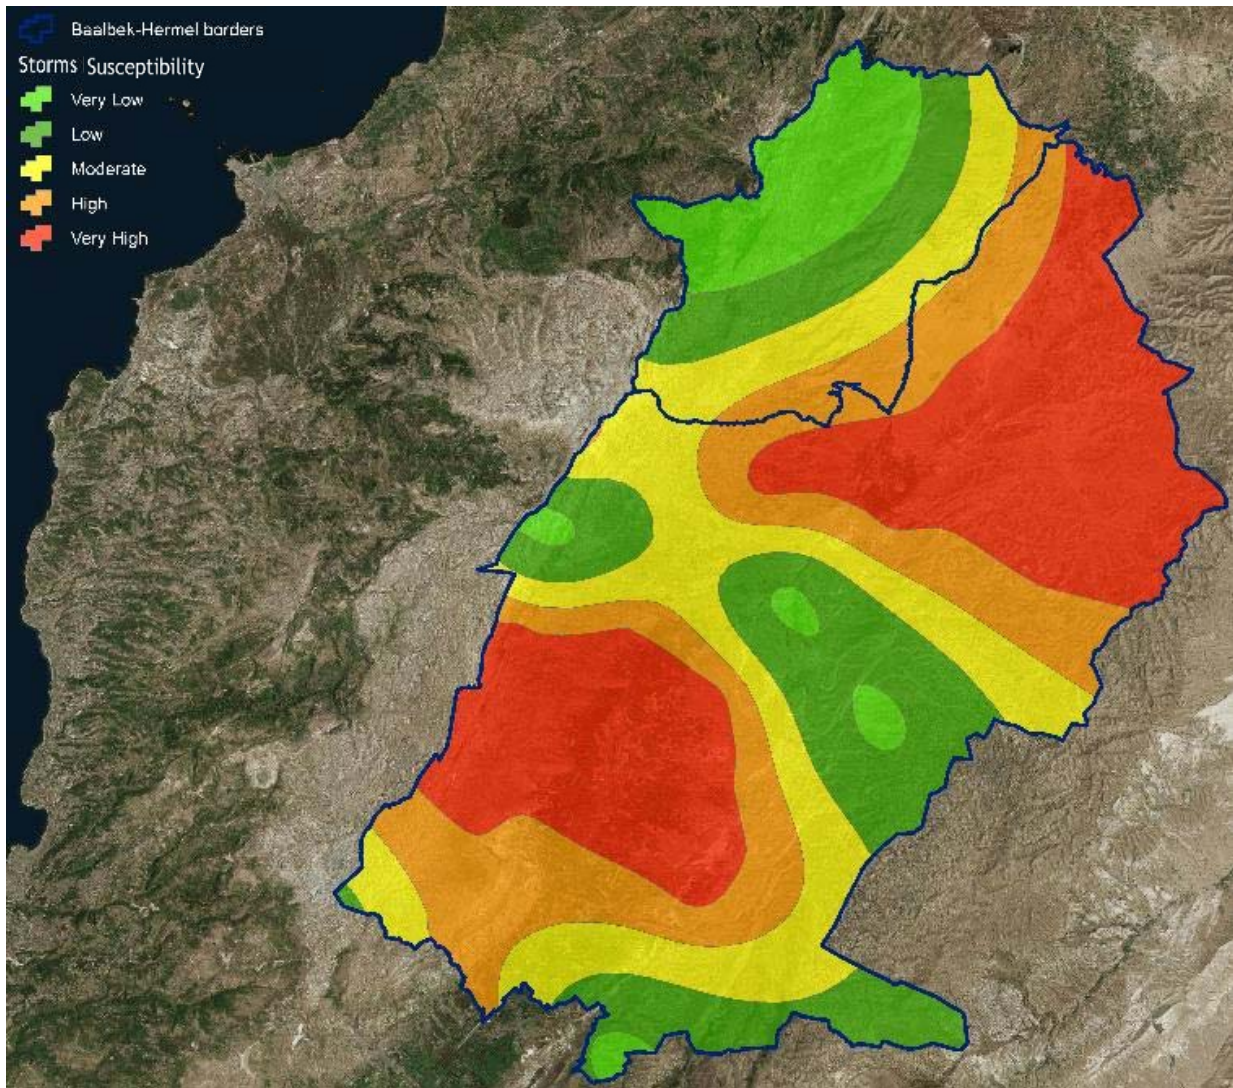 Baalbek-Hermel borders
Storms Susceptibility
Very Low
Low
Moderate
High
Very High